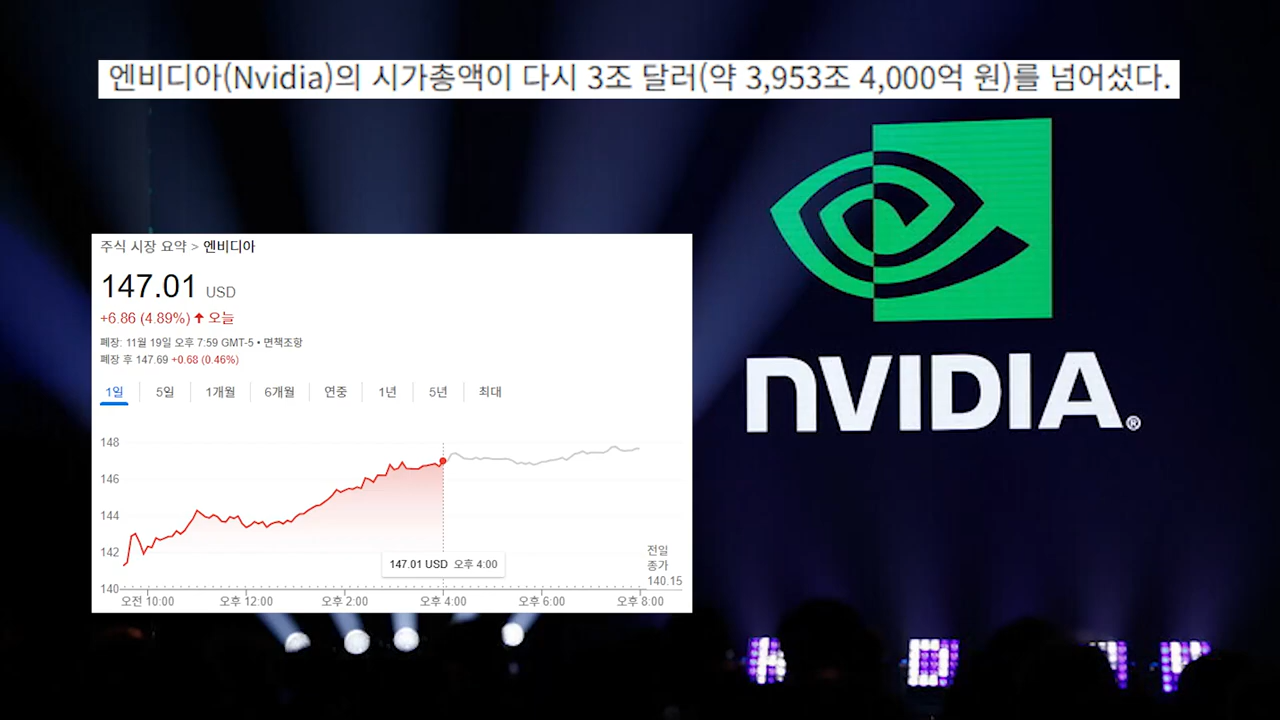 엔비디아(Nvidia)의 시가총액이 다시 3조 달러(약 3,953조 4,000억 원)를 넘어섰다.
주식 시장 요약 > 엔비디아
147.01 USD
+6.86 (4.89%) ↑ 오늘
폐장: 11월 19일 오후 7:59 GMT-5 • 면책조항
폐장 후 147.69 +0.68 (0.46%)
1일 5일 1개월 6개월 연중 1년 5년 최대
148
146
144
142
140
147.01 USD 오후 4:00
전일
종가
140.15
오전 10:00 오후 12:00 오후 2:00 오후 4:00 오후 6:00 오후 8:00
NVIDIA®